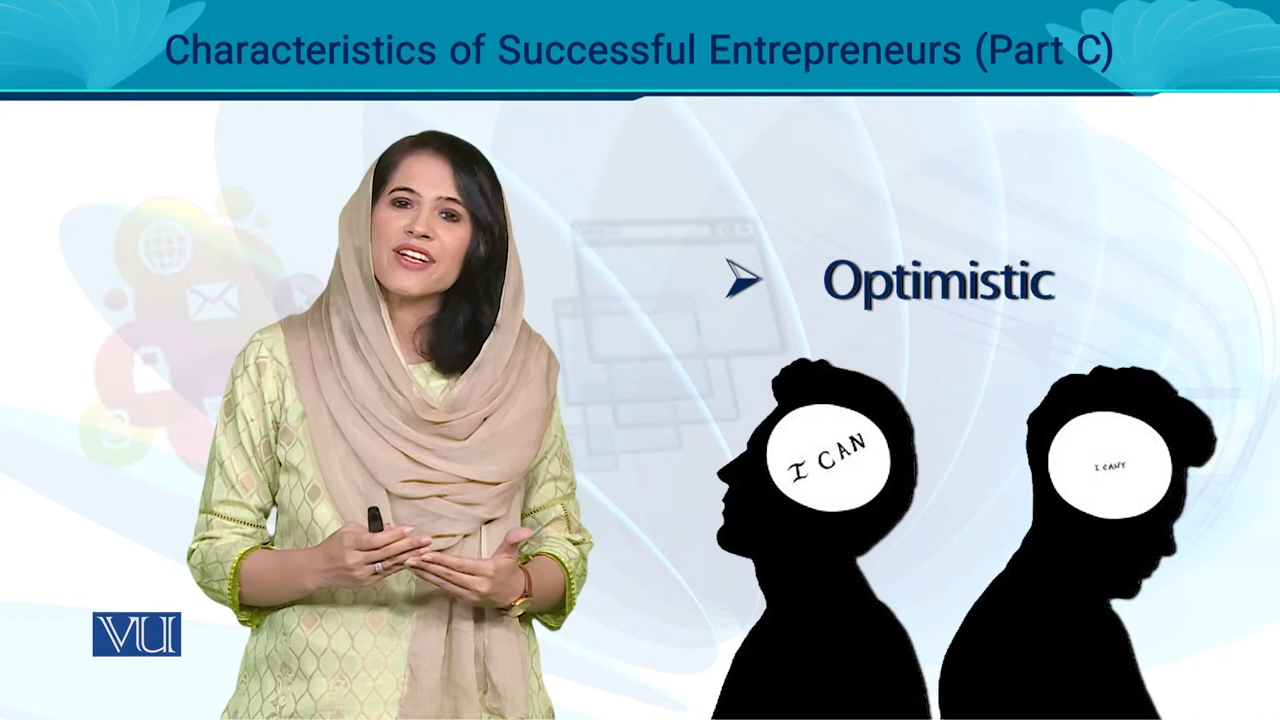 Characteristics of Successful Entrepreneurs (Part C)
Optimistic
I CAN
I CAN'T
VU